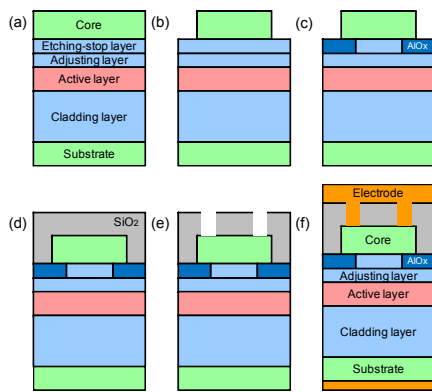 (a)
Core
Etching-stop layer
Adjusting layer
Active layer
Cladding layer
Substrate
(b)
(c)
AlOx
(d)
SiO₂
(e)
(f)
Electrode
Core
AlOx
Adjusting layer
Active layer
Cladding layer
Substrate